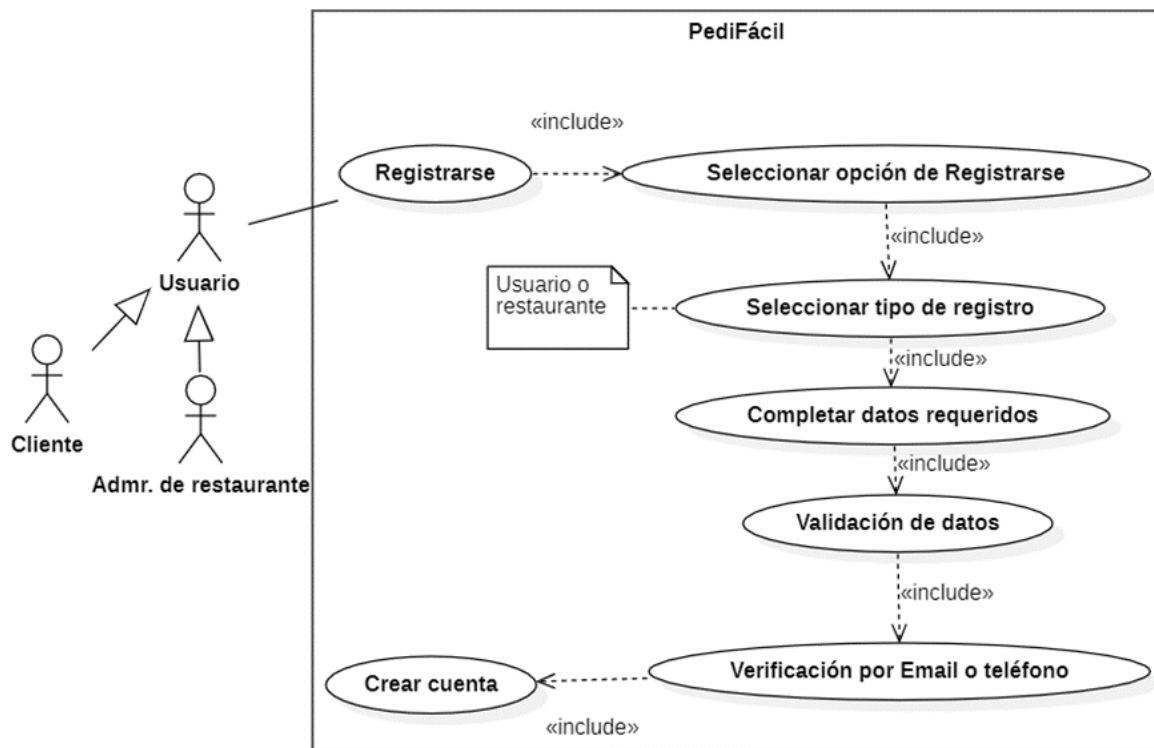 PediFácil
«include»
Registrarse
Seleccionar opción de Registrarse
«include»
Usuario
Usuario o
restaurante
Seleccionar tipo de registro
«include»
Cliente
Completar datos requeridos
«include»
Admr. de restaurante
Validación de datos
«include»
Verificación por Email o teléfono
Crear cuenta
«include»